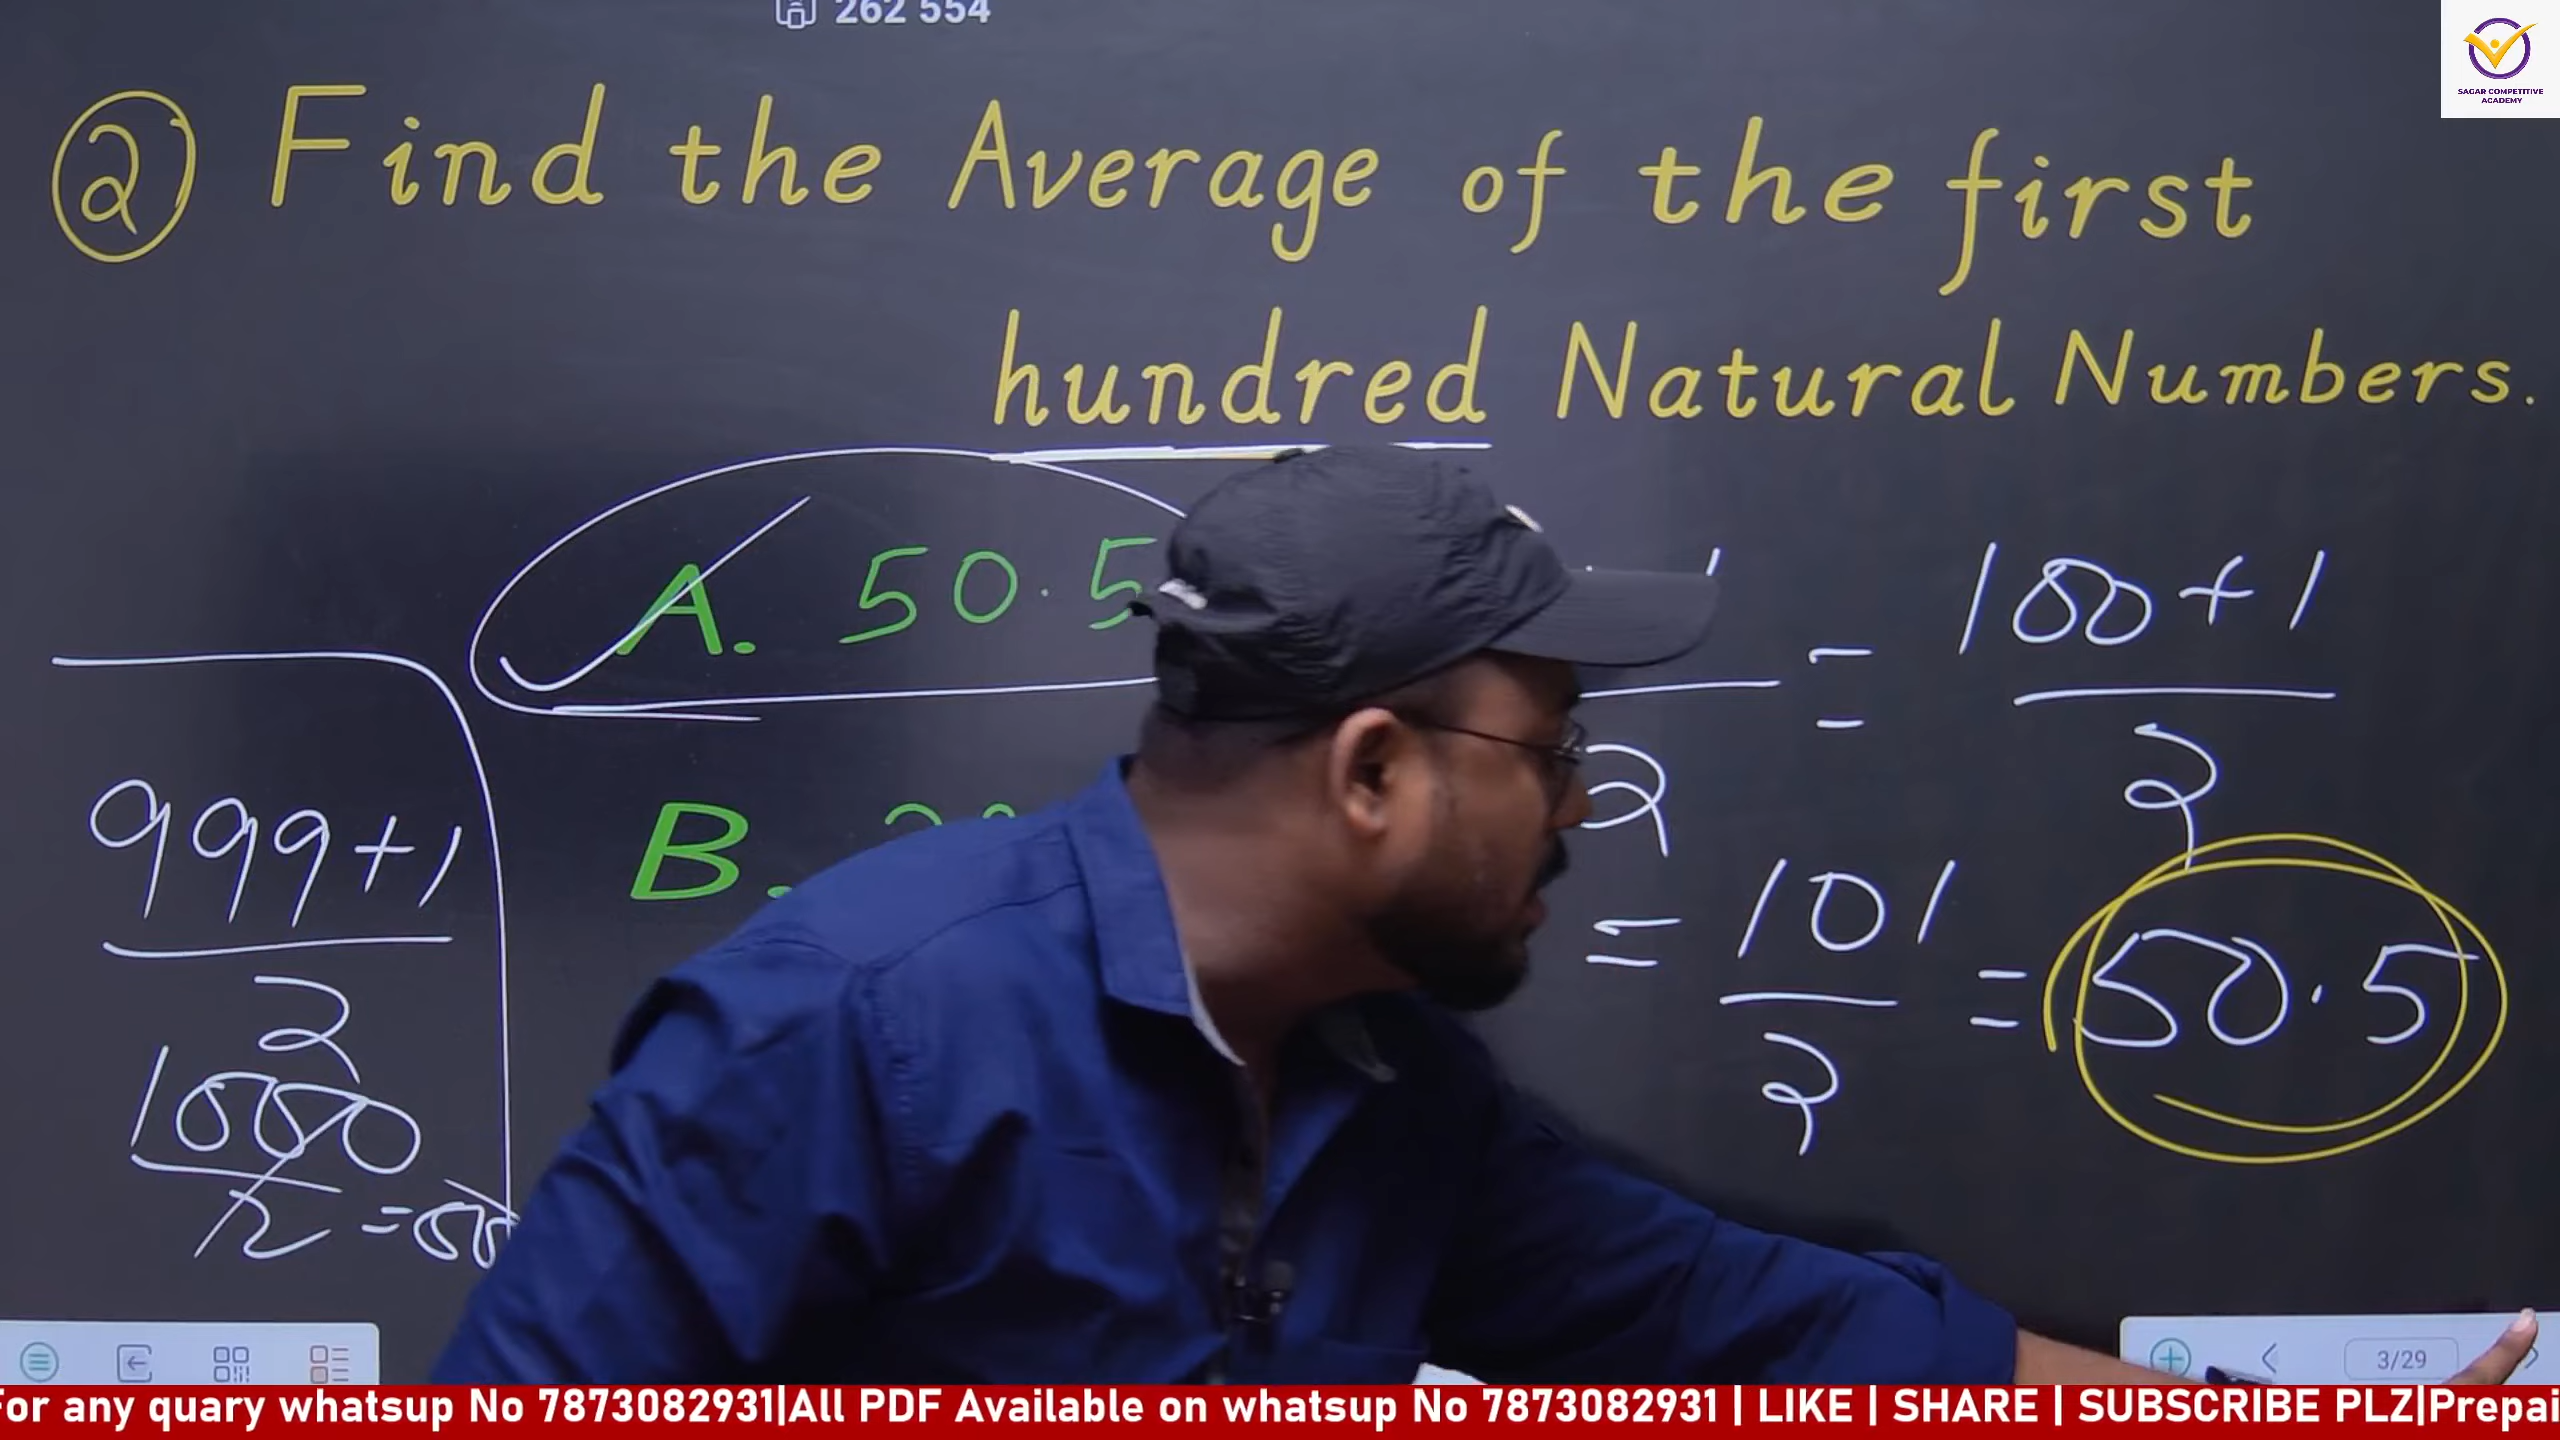 262 554
SAGAR COMPETITIVE
ACADEMY
2 Find the Average of the first
hundred Natural Numbers.
A. 50.5
= 100+1
2
2
B.
999+1
2
= 101
2
= 50.5
1000
2
3/29
For any quary whatsup No 7873082931|All PDF Available on whatsup No 7873082931 | LIKE | SHARE | SUBSCRIBE PLZ|Prepai